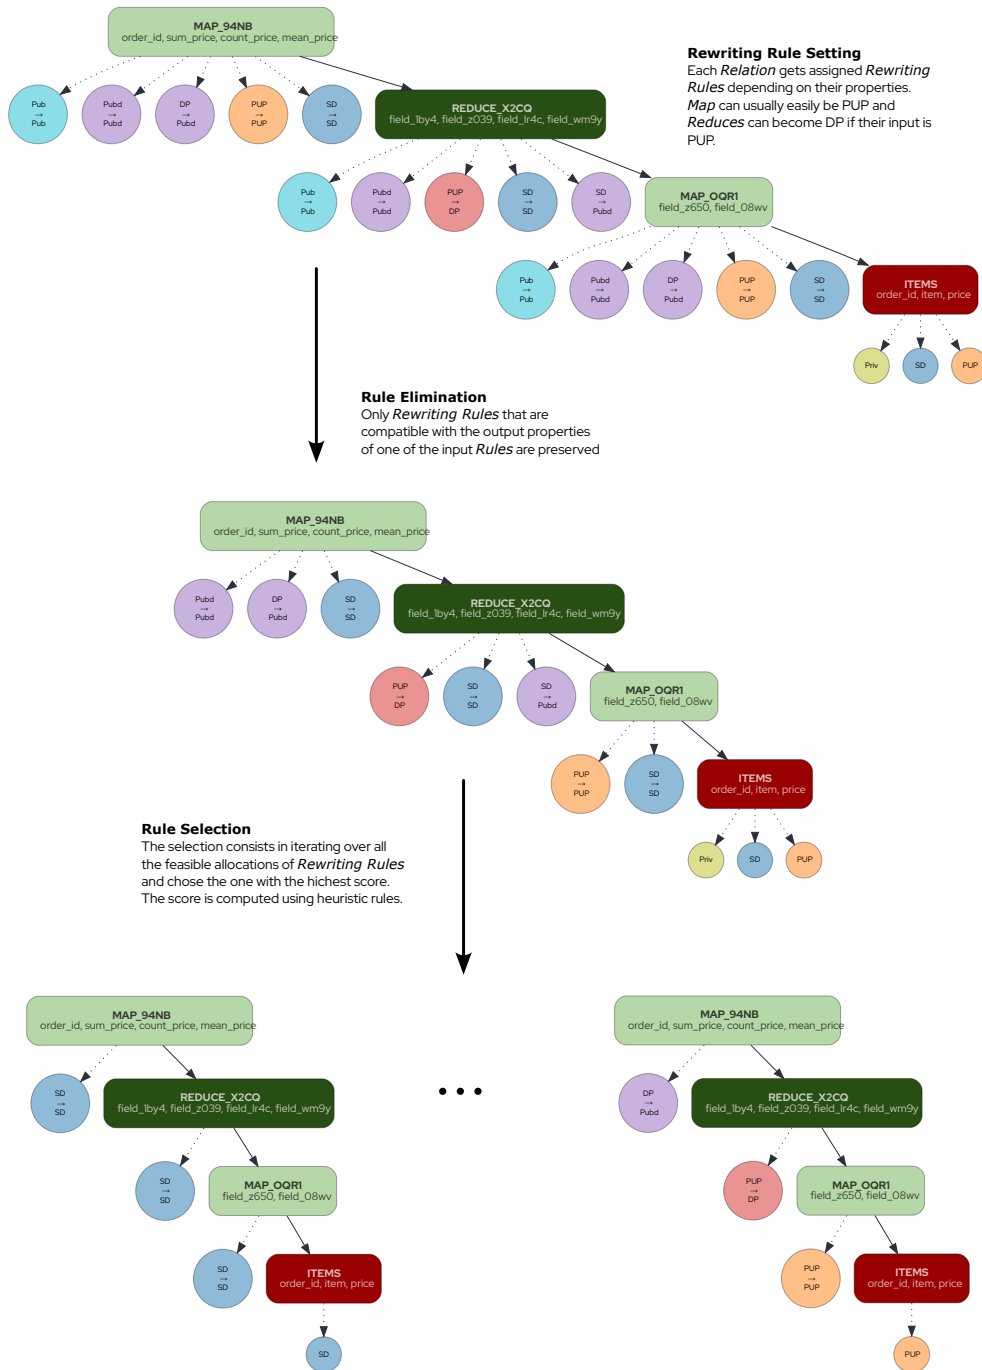 MAP_94NB
order_id, sum_price, count_price, mean_price
Rewriting Rule Setting
Each Relation gets assigned Rewriting
Rules depending on their properties.
Map can usually easily be PUP and
Reduces can become DP if their input is
PUP.
Pub
→
Pub
Pubd
→
Pubd
DP
→
Pubd
PUP
→
PUP
SD
→
SD
REDUCE_X2CQ
field_1by4, field_z039, field_lr4c, field_wm9y
Pub
→
Pub
Pubd
→
Pubd
PUP
→
DP
SD
→
SD
SD
→
Pubd
MAP_OQR1
field_z650, field_08wv
Pub
→
Pub
Pubd
→
Pubd
DP
→
Pubd
PUP
→
PUP
SD
→
SD
ITEMS
order_id, item, price
Priv
SD
PUP
Rule Elimination
Only Rewriting Rules that are
compatible with the output properties
of one of the input Rules are preserved
MAP_94NB
order_id, sum_price, count_price, mean_price
Pubd
→
Pubd
DP
→
Pubd
SD
→
SD
REDUCE_X2CQ
field_1by4, field_z039, field_lr4c, field_wm9y
PUP
→
DP
SD
→
SD
SD
→
Pubd
MAP_OQR1
field_z650, field_08wv
PUP
→
PUP
SD
→
SD
ITEMS
order_id, item, price
Priv
SD
PUP
Rule Selection
The selection consists in iterating over all
the feasible allocations of Rewriting Rules
and chose the one with the highest score.
The score is computed using heuristic rules.
MAP_94NB
order_id, sum_price, count_price, mean_price
SD
→
SD
REDUCE_X2CQ
field_1by4, field_z039, field_lr4c, field_wm9y
SD
→
SD
MAP_OQR1
field_z650, field_08wv
SD
→
SD
ITEMS
order_id, item, price
SD
...
MAP_94NB
order_id, sum_price, count_price, mean_price
DP
→
Pubd
REDUCE_X2CQ
field_1by4, field_z039, field_lr4c, field_wm9y
PUP
→
DP
MAP_OQR1
field_z650, field_08wv
PUP
→
PUP
ITEMS
order_id, item, price
PUP